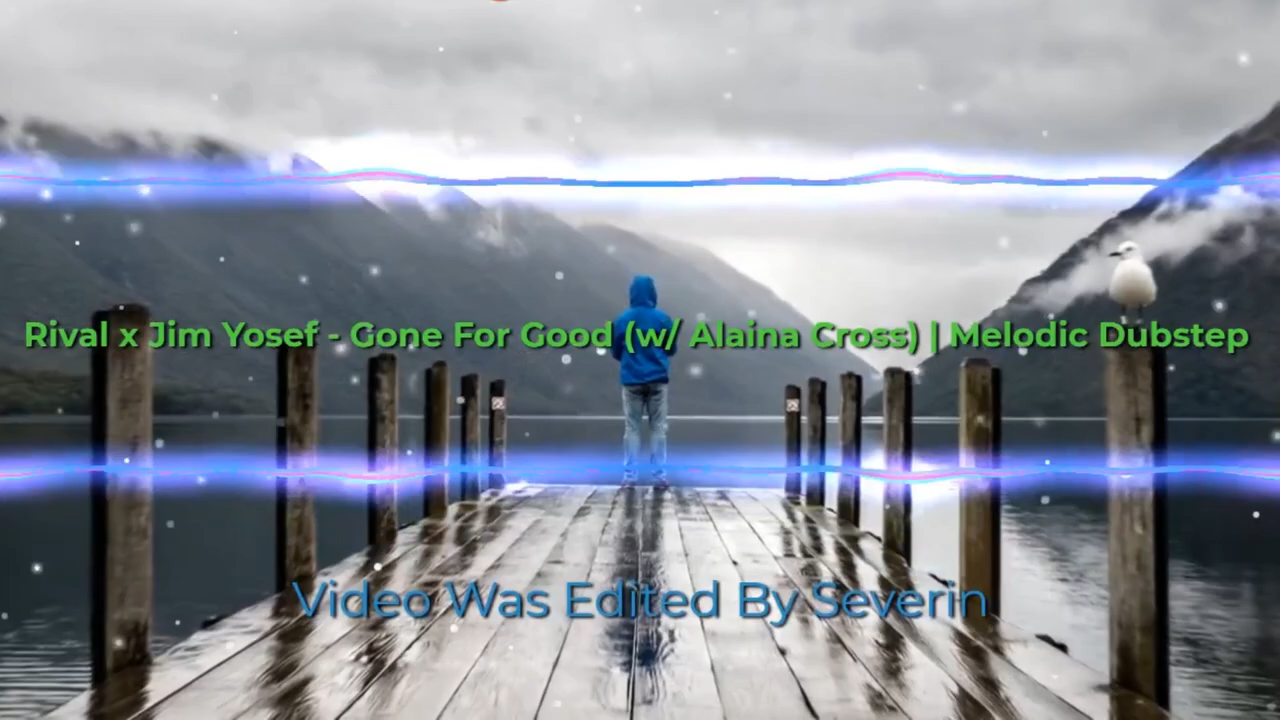 Rival x Jim Yosef - Gone For Good (w/ Alaina Cross) | Melodic Dubstep
Video Was Edited By Severin